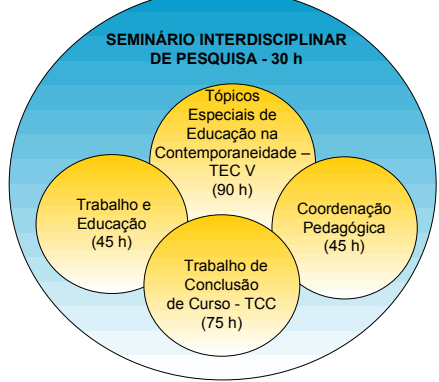 SEMINÁRIO INTERDISCIPLINAR
DE PESQUISA - 30 h
Tópicos
Especiais de
Educação na
Contemporaneidade –
TEC V
(90 h)
Trabalho e
Educação
(45 h)
Coordenação
Pedagógica
(45 h)
Trabalho de
Conclusão
de Curso - TCC
(75 h)